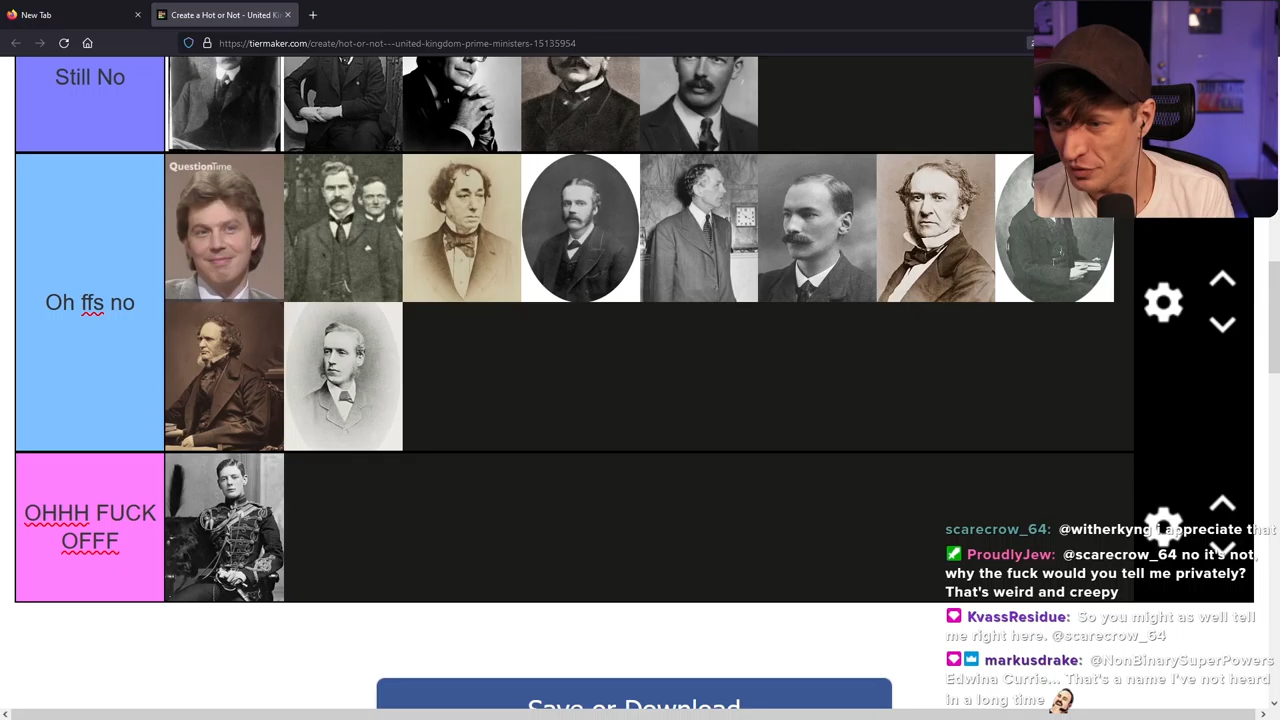 New Tab
Create a Hot or Not - United Ki
https://tiermaker.com/create/hot-or-not---united-kingdom-prime-ministers-15135954
Still No
QuestionTime
Oh ffs no
OHHH FUCK
OFFF
scarecrow_64: @witherkyng i appreciate that
ProudlyJew: @scarecrow_64 no it's not,
why the fuck would you tell me privately?
That's weird and creepy
KvassResidue: So you might as well tell
me right here. @scarecrow_64
markusdrake: @NonBinarySuperPowers
Edwina Currie... That's a name I've not heard
in a long time
Save or Download